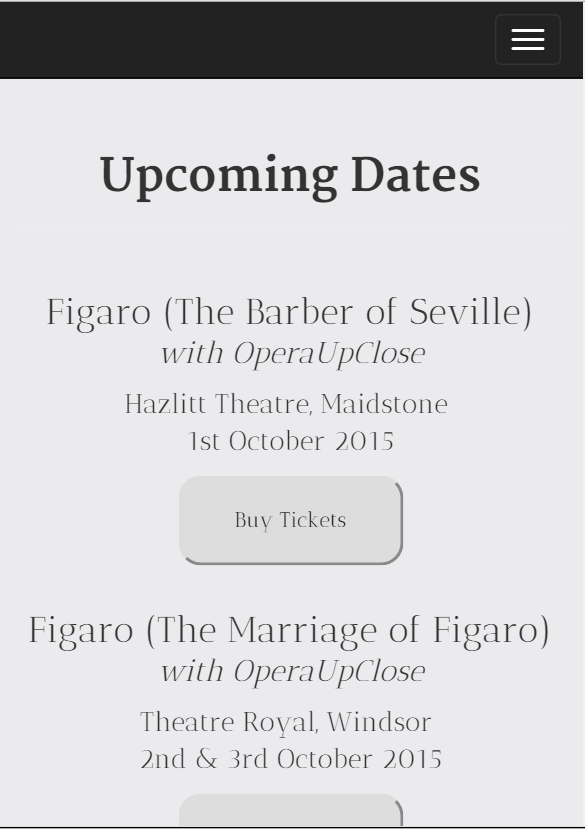 Upcoming Dates
Figaro (The Barber of Seville)
with OperaUpClose
Hazlitt Theatre, Maidstone
1st October 2015
Buy Tickets
Figaro (The Marriage of Figaro)
with OperaUpClose
Theatre Royal, Windsor
2nd & 3rd October 2015